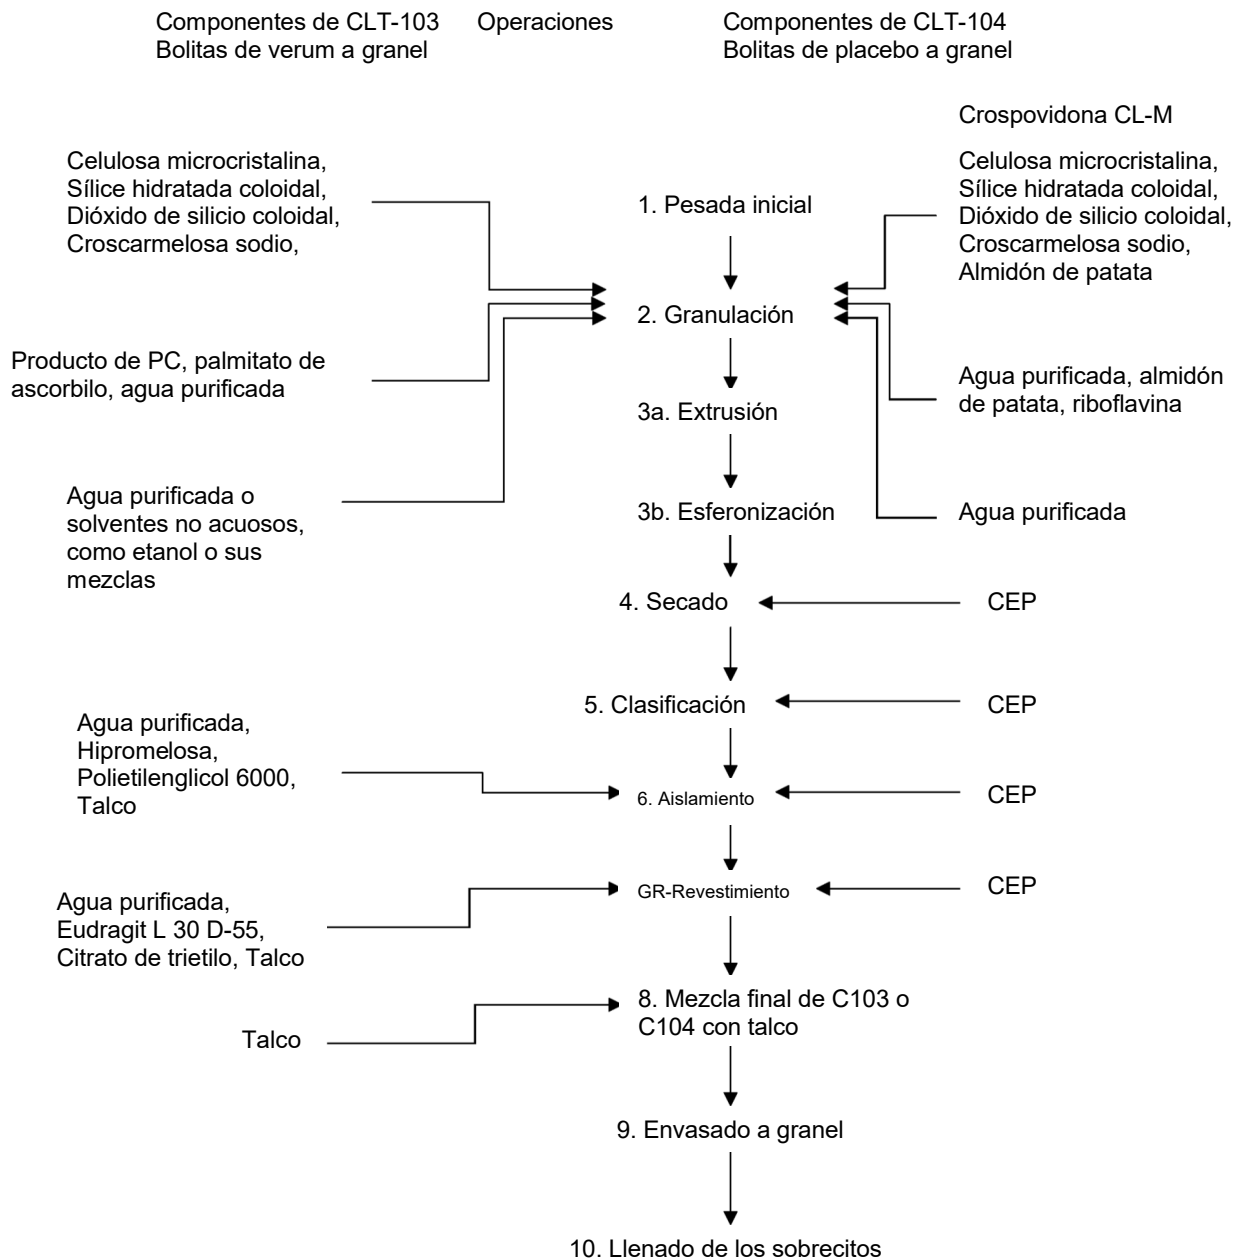 Componentes de CLT-103
Bolitas de verum a granel
Operaciones
Componentes de CLT-104
Bolitas de placebo a granel
Crospovidona CL-M
Celulosa microcristalina,
Sílice hidratada coloidal,
Dióxido de silicio coloidal,
Croscarmelosa sodio,
1. Pesada inicial
Celulosa microcristalina,
Sílice hidratada coloidal,
Dióxido de silicio coloidal,
Croscarmelosa sodio,
Almidón de patata
2. Granulación
Producto de PC, palmitato de
ascorbilo, agua purificada
Agua purificada, almidón
de patata, riboflavina
3a. Extrusión
Agua purificada o
solventes no acuosos,
como etanol o sus
mezclas
3b. Esferonización
Agua purificada
4. Secado
CEP
5. Clasificación
CEP
Agua purificada,
Hipromelosa,
Polietilenglicol 6000,
Talco
6. Aislamiento
CEP
Agua purificada,
Eudragit L 30 D-55,
Citrato de trietilo, Talco
GR-Revestimiento
CEP
Talco
8. Mezcla final de C103 o
C104 con talco
9. Envasado a granel
10. Llenado de los sobrecitos